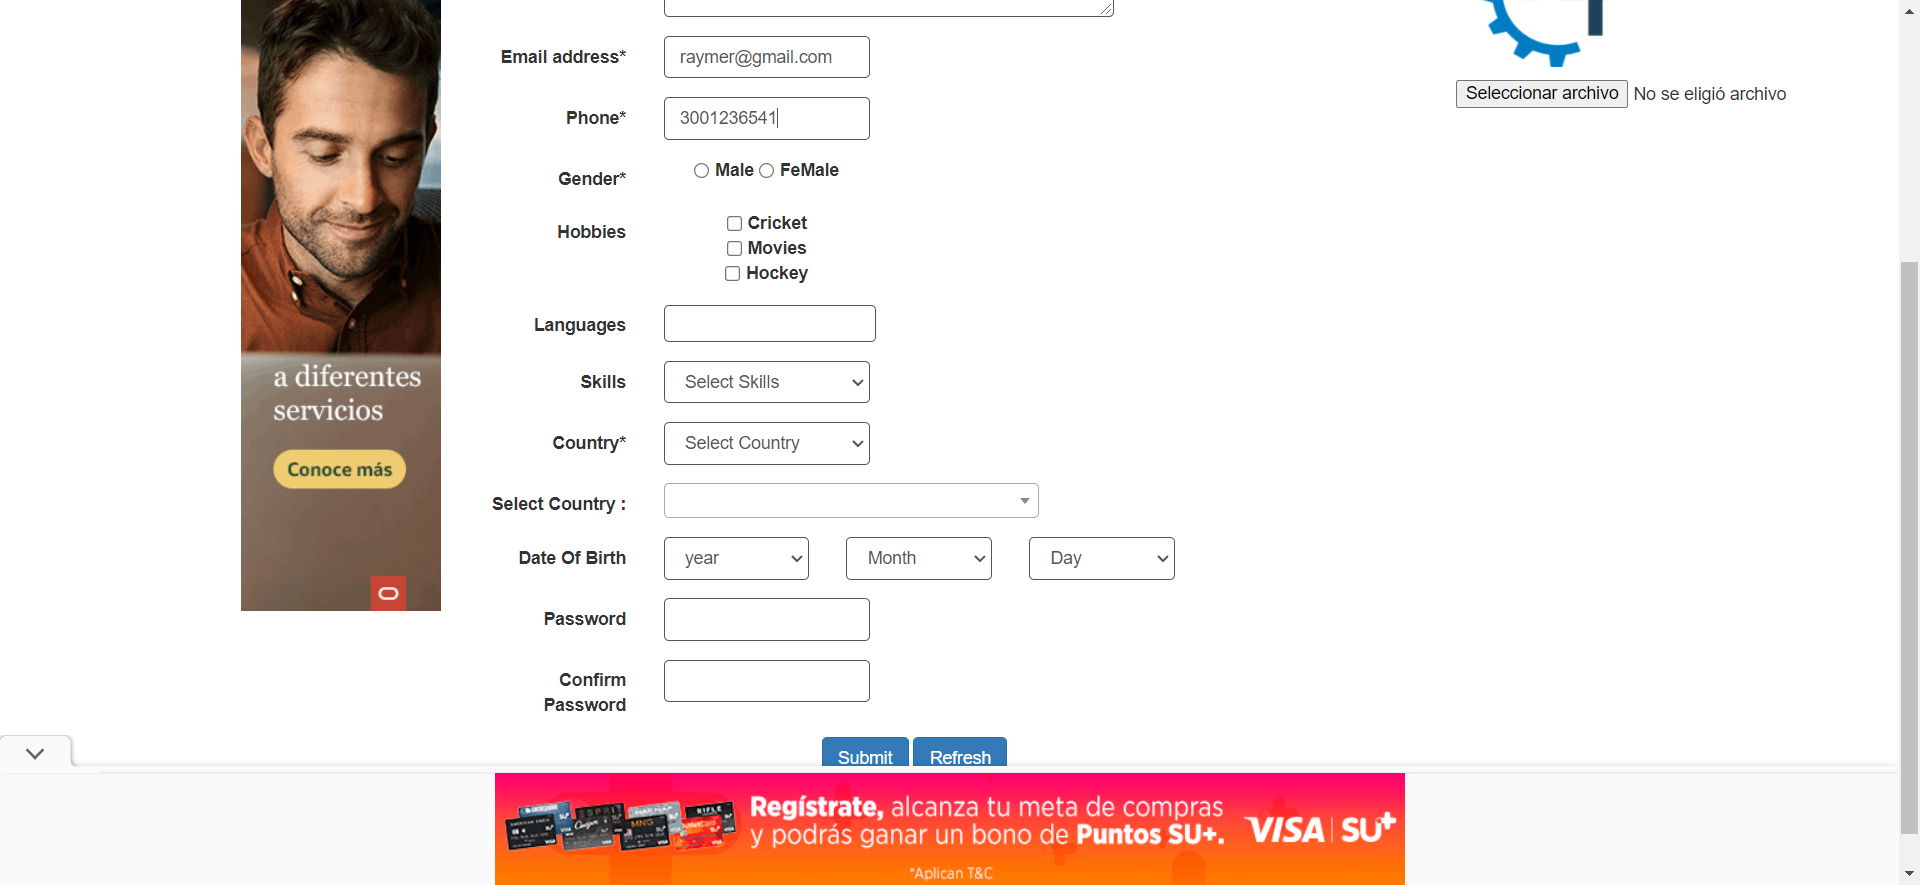 Email address*
raymer@gmail.com
Seleccionar archivo No se eligió archivo
Phone*
3001236541
Gender*
Male FeMale
Hobbies
Cricket
Movies
Hockey
Languages
a diferentes
servicios
Conoce más
Skills
Select Skills
Country*
Select Country
Select Country :
Date Of Birth
year Month Day
Password
Confirm
Password
Submit Refresh
Regístrate, alcanza tu meta de compras
y podrás ganar un bono de Puntos SU+.
VISA SU+
*Aplican T&C